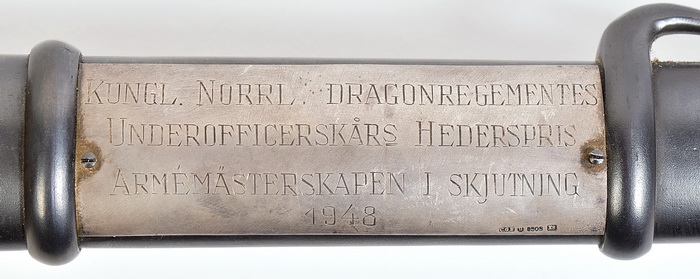 KUNGL. NORRL. DRAGONREGEMENTES
UNDEROFFICERSKÅRS HEDERSPRIS
ARMÉMÄSTERSKAPEN I SKJUTNING
1948